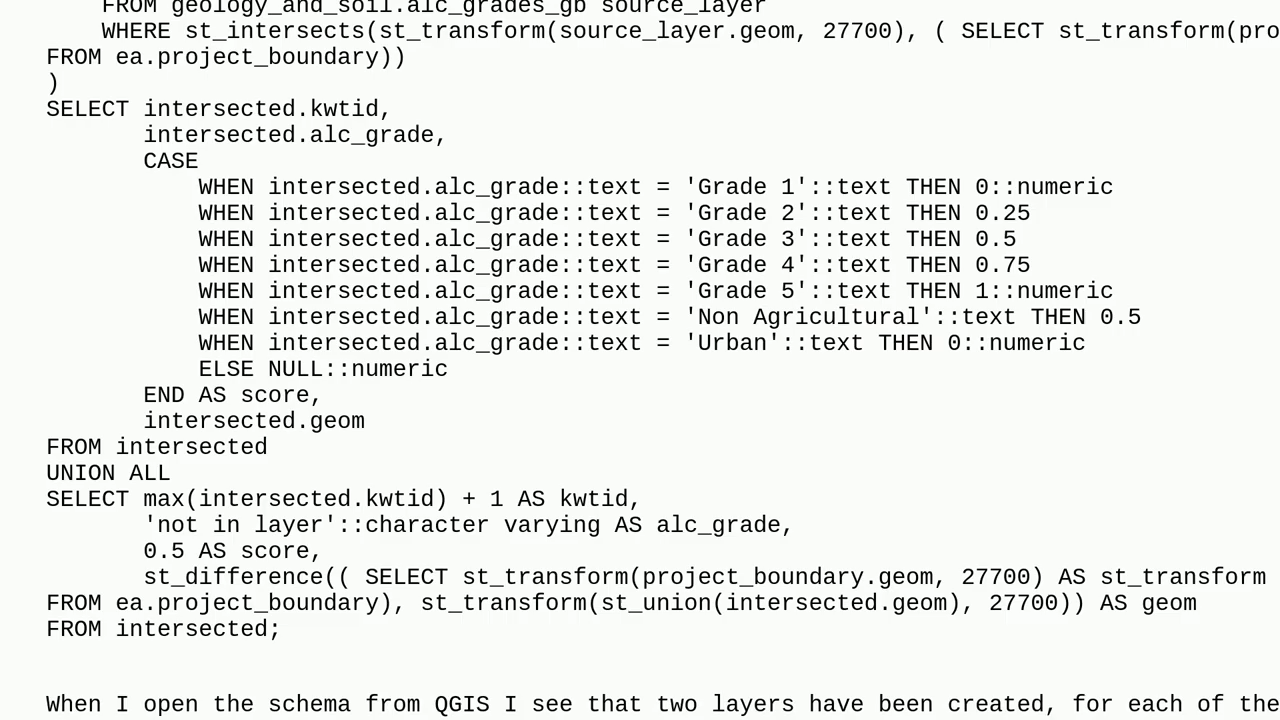 FROM geology_and_soil.alc_grades_gb source_layer
WHERE st_intersects(st_transform(source_layer.geom, 27700), ( SELECT st_transform(pro
FROM ea.project_boundary))
)
SELECT intersected.kwtid,
intersected.alc_grade,
CASE
WHEN intersected.alc_grade::text = 'Grade 1'::text THEN 0::numeric
WHEN intersected.alc_grade::text = 'Grade 2'::text THEN 0.25
WHEN intersected.alc_grade::text = 'Grade 3'::text THEN 0.5
WHEN intersected.alc_grade::text = 'Grade 4'::text THEN 0.75
WHEN intersected.alc_grade::text = 'Grade 5'::text THEN 1::numeric
WHEN intersected.alc_grade::text = 'Non Agricultural'::text THEN 0.5
WHEN intersected.alc_grade::text = 'Urban'::text THEN 0::numeric
ELSE NULL::numeric
END AS score,
intersected.geom
FROM intersected
UNION ALL
SELECT max(intersected.kwtid) + 1 AS kwtid,
'not in layer'::character varying AS alc_grade,
0.5 AS score,
st_difference(( SELECT st_transform(project_boundary.geom, 27700) AS st_transform
FROM ea.project_boundary), st_transform(st_union(intersected.geom), 27700)) AS geom
FROM intersected;
When I open the schema from QGIS I see that two layers have been created, for each of the